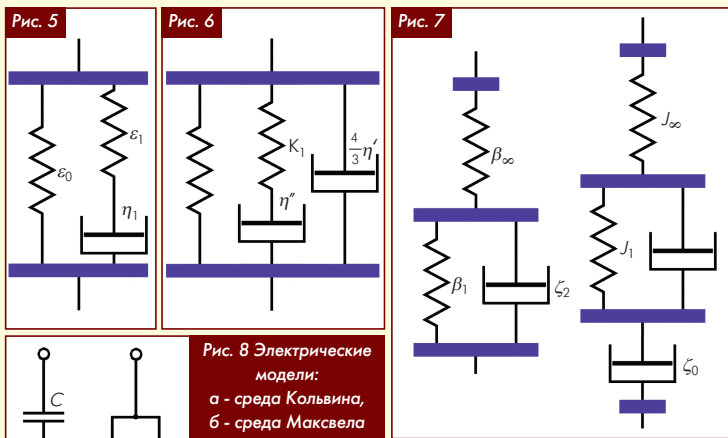 Рис. 5
ε₀
ε₁
η₁
Рис. 6
K₁
η″
4/3 η′
Рис. 7
β∞
β₁
ζ₂
J∞
J₁
ζ₀
Рис. 8 Электрические
модели:
а - среда Кольвина,
б - среда Максвела
C